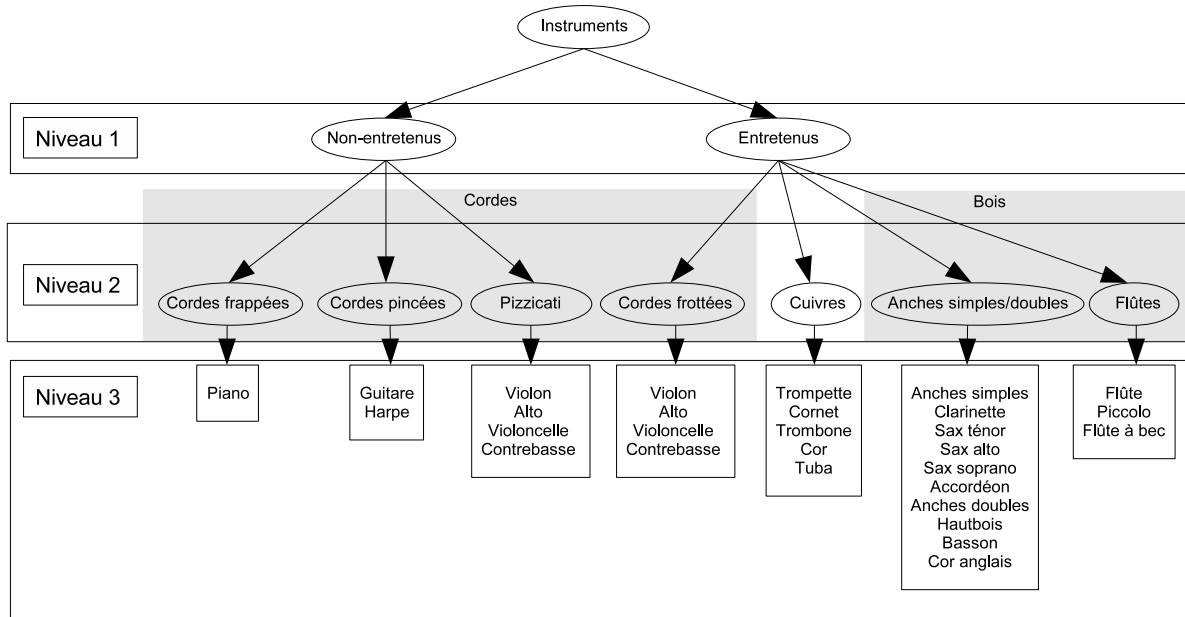 Instruments
Niveau 1
Non-entretenus
Entretenus
Cordes
Bois
Niveau 2
Cordes frappées
Cordes pincées
Pizzicati
Cordes frottées
Cuivres
Anches simples/doubles
Flûtes
Niveau 3
Piano
Guitare
Harpe
Violon
Alto
Violoncelle
Contrebasse
Violon
Alto
Violoncelle
Contrebasse
Trompette
Cornet
Trombone
Cor
Tuba
Anches simples
Clarinette
Sax ténor
Sax alto
Sax soprano
Accordéon
Anches doubles
Hautbois
Basson
Cor anglais
Flûte
Piccolo
Flûte à bec